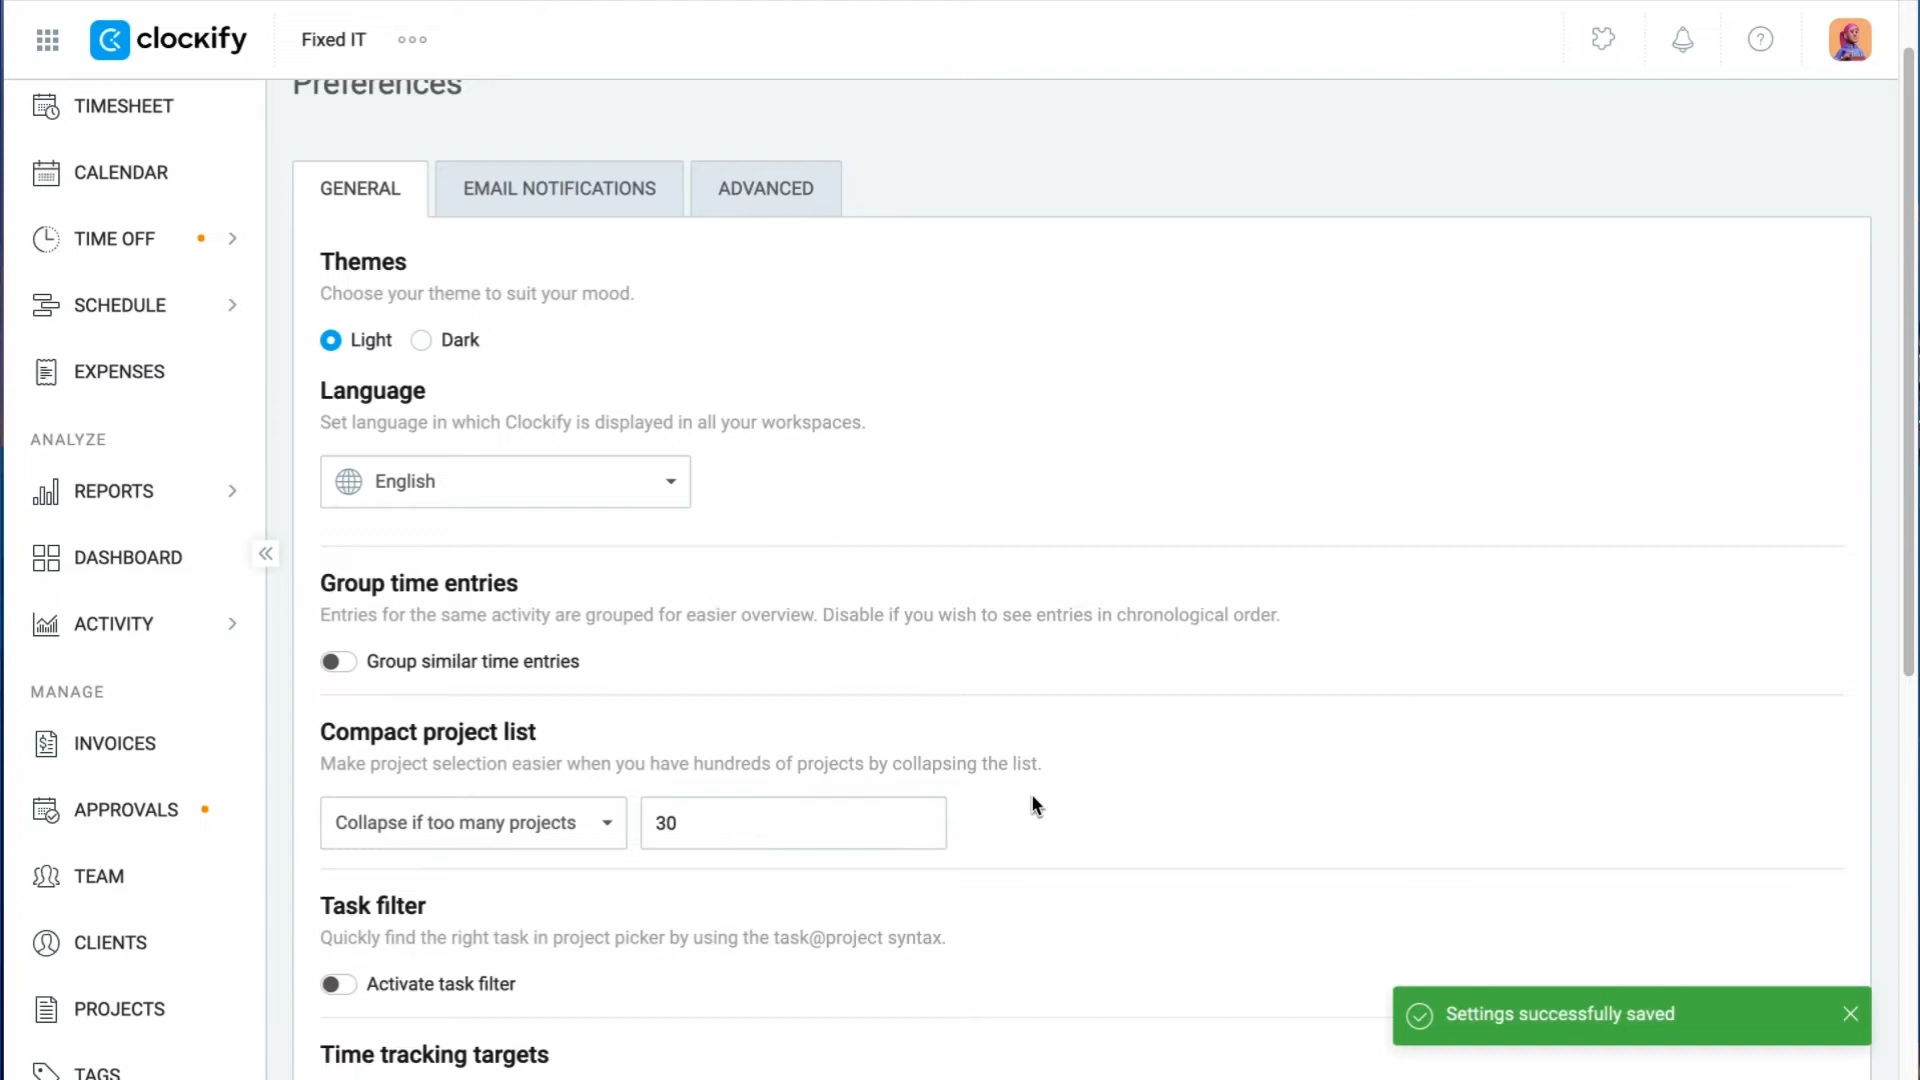 clockify
Fixed IT
Preferences
TIMESHEET
CALENDAR
TIME OFF
SCHEDULE
EXPENSES
ANALYZE
REPORTS
DASHBOARD
ACTIVITY
MANAGE
INVOICES
APPROVALS
TEAM
CLIENTS
PROJECTS
TAGS
GENERAL
EMAIL NOTIFICATIONS
ADVANCED
Themes
Choose your theme to suit your mood.
Light
Dark
Language
Set language in which Clockify is displayed in all your workspaces.
English
Group time entries
Entries for the same activity are grouped for easier overview. Disable if you wish to see entries in chronological order.
Group similar time entries
Compact project list
Make project selection easier when you have hundreds of projects by collapsing the list.
Collapse if too many projects
30
Task filter
Quickly find the right task in project picker by using the task@project syntax.
Activate task filter
Time tracking targets
Settings successfully saved